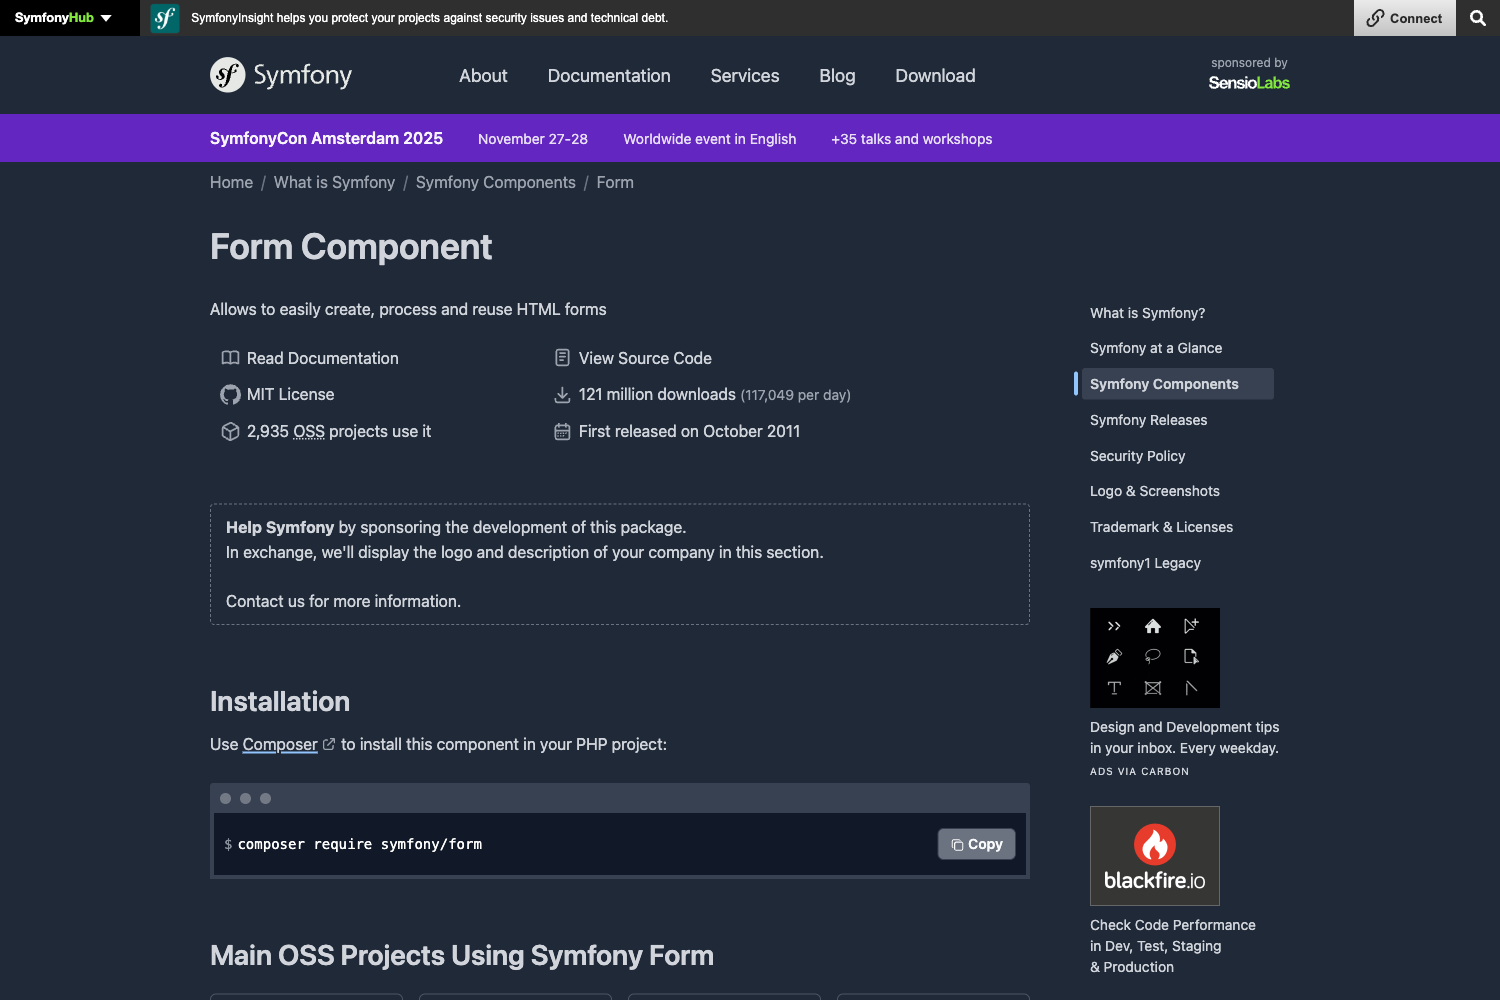 SymfonyHub
SymfonyInsight helps you protect your projects against security issues and technical debt.
Connect
sf Symfony
About
Documentation
Services
Blog
Download
sponsored by
SensioLabs
SymfonyCon Amsterdam 2025
November 27-28
Worldwide event in English
+35 talks and workshops
Home / What is Symfony / Symfony Components / Form
Form Component
Allows to easily create, process and reuse HTML forms
Read Documentation
View Source Code
MIT License
121 million downloads (117,049 per day)
2,935 OSS projects use it
First released on October 2011
Help Symfony by sponsoring the development of this package.
In exchange, we'll display the logo and description of your company in this section.
Contact us for more information.
Installation
Use Composer to install this component in your PHP project:
$ composer require symfony/form
Copy
Main OSS Projects Using Symfony Form
What is Symfony?
Symfony at a Glance
Symfony Components
Symfony Releases
Security Policy
Logo & Screenshots
Trademark & Licenses
symfony1 Legacy
Design and Development tips
in your inbox. Every weekday.
ADS VIA CARBON
blackfire.io
Check Code Performance
in Dev, Test, Staging
& Production